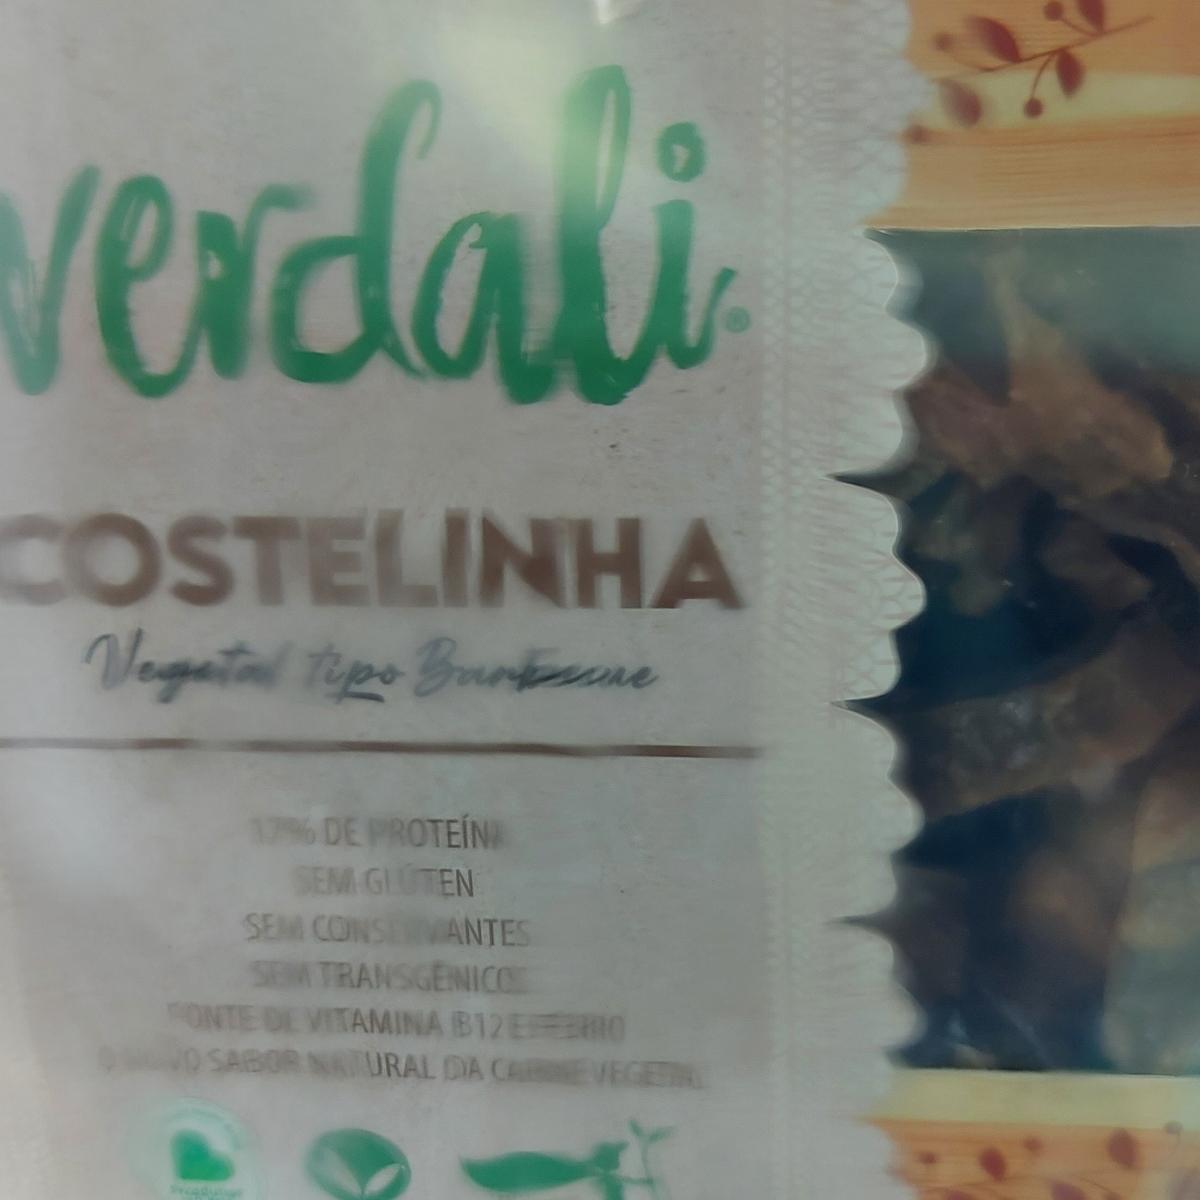 verdali®
COSTELINHA
Vegetal tipo Barbecue
17% DE PROTEÍNA
SEM GLÚTEN
SEM CONSERVANTES
SEM TRANSGÊNICOS
FONTE DE VITAMINA B12 E FERRO
O NOVO SABOR NATURAL DA CARNE VEGETAL